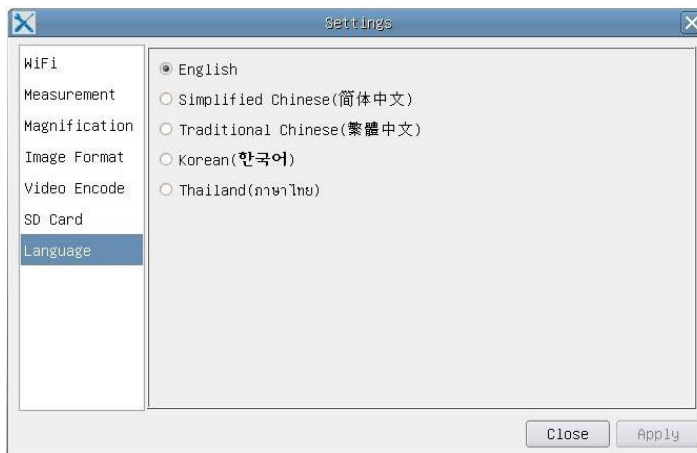 Settings
WiFi
Measurement
Magnification
Image Format
Video Encode
SD Card
Language
English
Simplified Chinese(简体中文)
Traditional Chinese(繁體中文)
Korean(한국어)
Thailand(ภาษาไทย)
Close
Apply